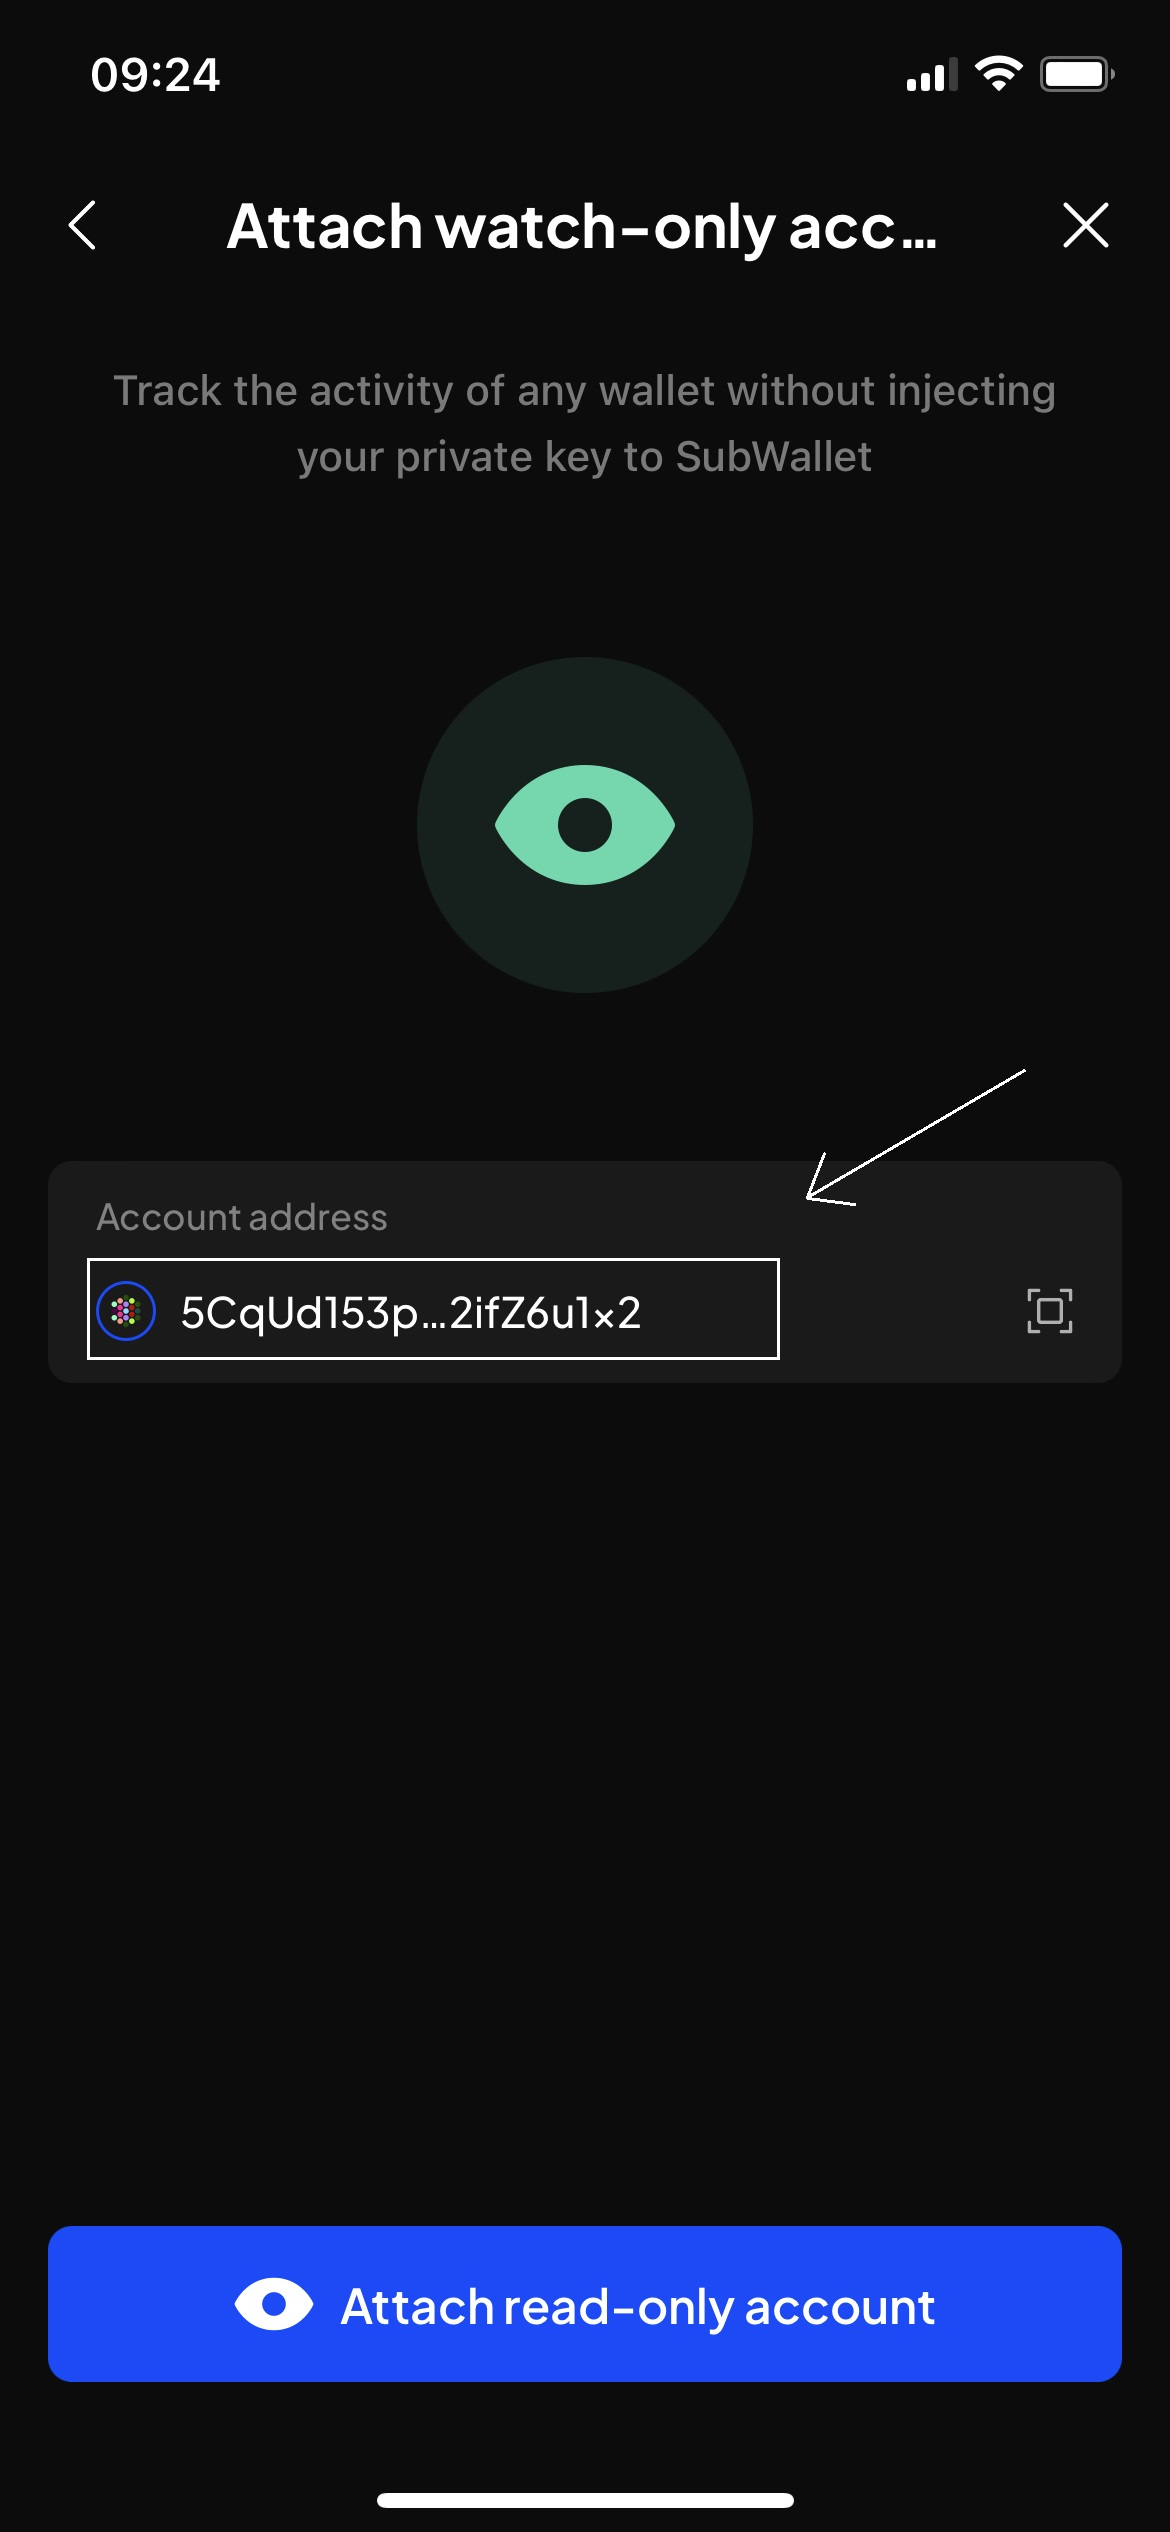 09:24
Attach watch-only acc...
Track the activity of any wallet without injecting
your private key to SubWallet
Account address
5CqUd153p...2ifZ6u1x2
Attach read-only account